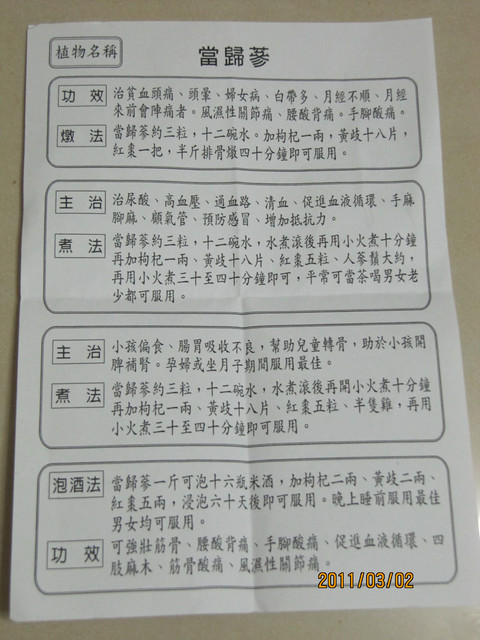 植物名稱
當歸蔘
功效
治貧血頭痛、頭暈、婦女病、白帶多、月經不順、月經
來前會陣痛者。風濕性關節痛、腰酸背痛。手腳酸痛。
燉法
當歸蔘約三粒，十二碗水。加枸杞一兩，黃歧十八片，
紅棗一把，半斤排骨燉四十分鐘即可服用。
主治
治尿酸、高血壓、過血路、清血、促進血液循環、手麻
腳麻、顧氣管、預防感冒、增加抵抗力。
煮法
當歸蔘約三粒，十二碗水，水煮滾後再用小火煮十分鐘
再加枸杞一兩、黃歧十八片、紅棗五粒、人蔘鬚大約，
再用小火煮三十至四十分鐘即可，平常可當茶喝男女老
少都可服用。
主治
小孩偏食、腸胃吸收不良，幫助兒童轉骨，助於小孩開
脾補腎。孕婦或坐月子期間服用最佳。
煮法
當歸蔘約三粒，十二碗水，水煮滾後再開小火煮十分鐘
再加枸杞一兩、黃歧十八片、紅棗五粒、半隻雞，再用
小火煮三十至四十分鐘即可服用。
泡酒法
當歸蔘一斤可泡十六瓶米酒，加枸杞二兩、黃歧二兩、
紅棗五兩，浸泡六十天後即可服用。晚上睡前服用最佳
男女均可服用。
功效
可強壯筋骨、腰酸背痛、手腳酸痛、促進血液循環、四
肢麻木、筋骨酸痛、風濕性關節痛。
2011/03/02